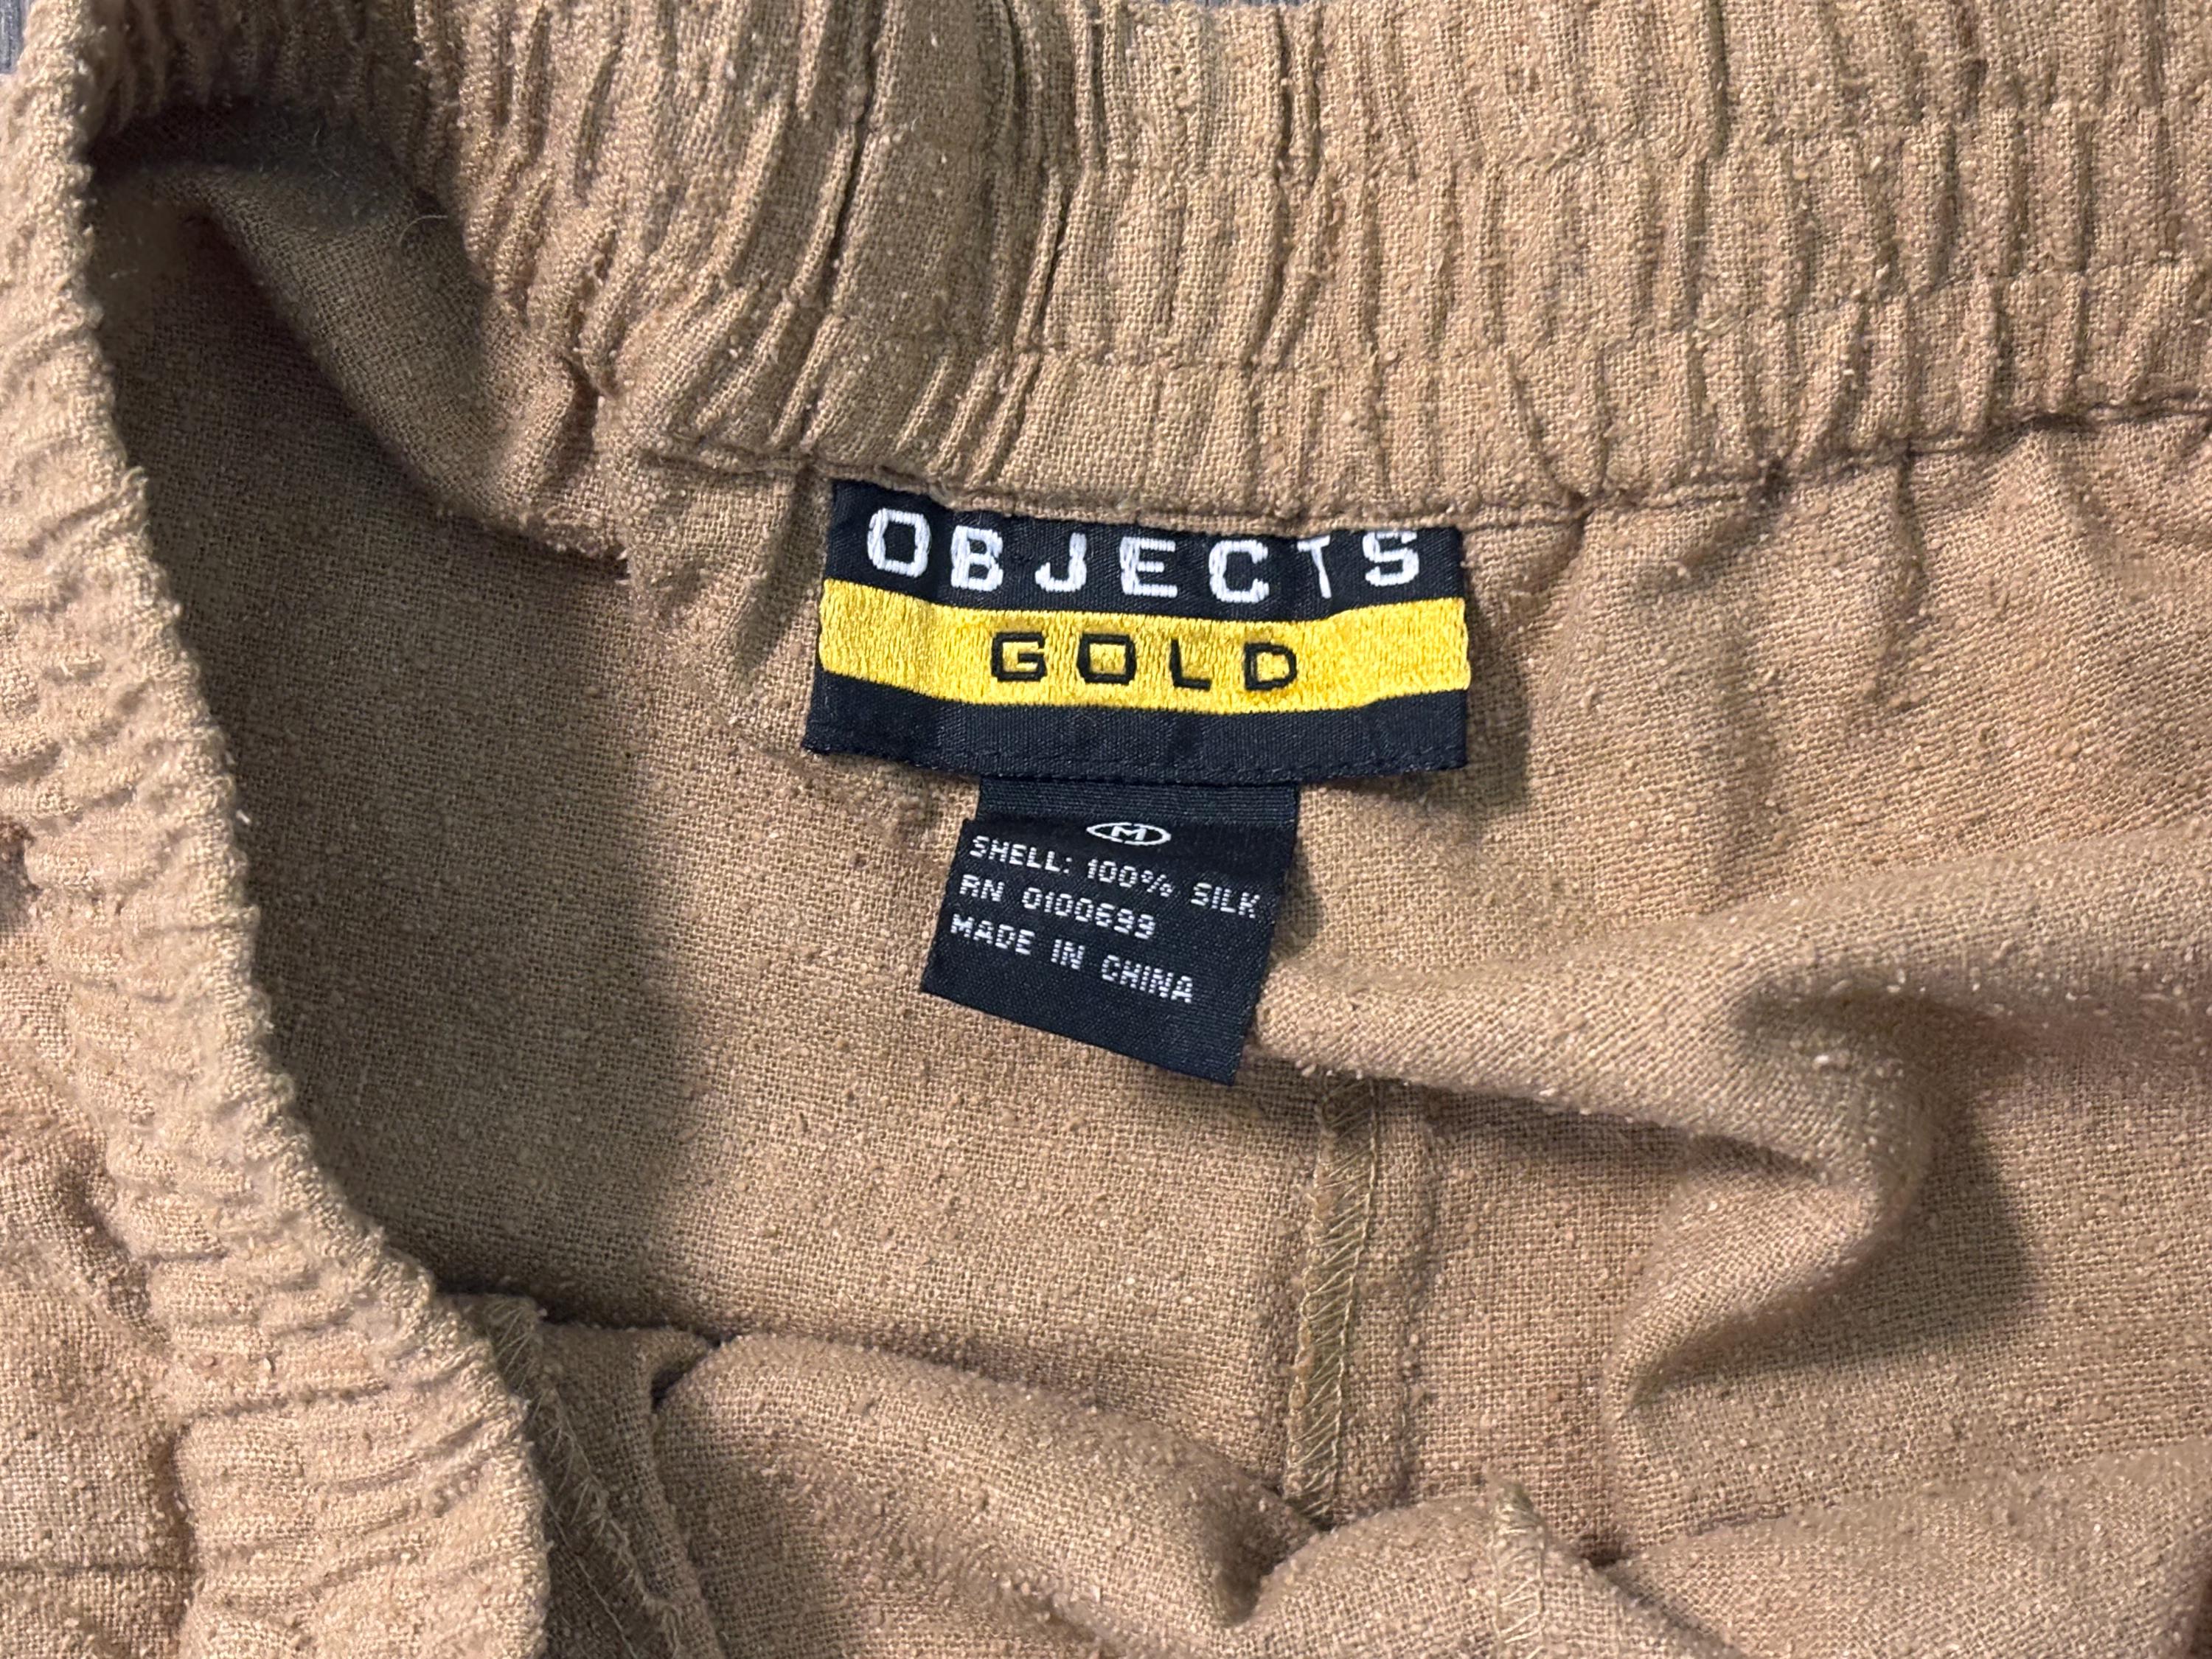 OBJECTS
GOLD
M
SHELL: 100% SILK
RN 0100699
MADE IN CHINA